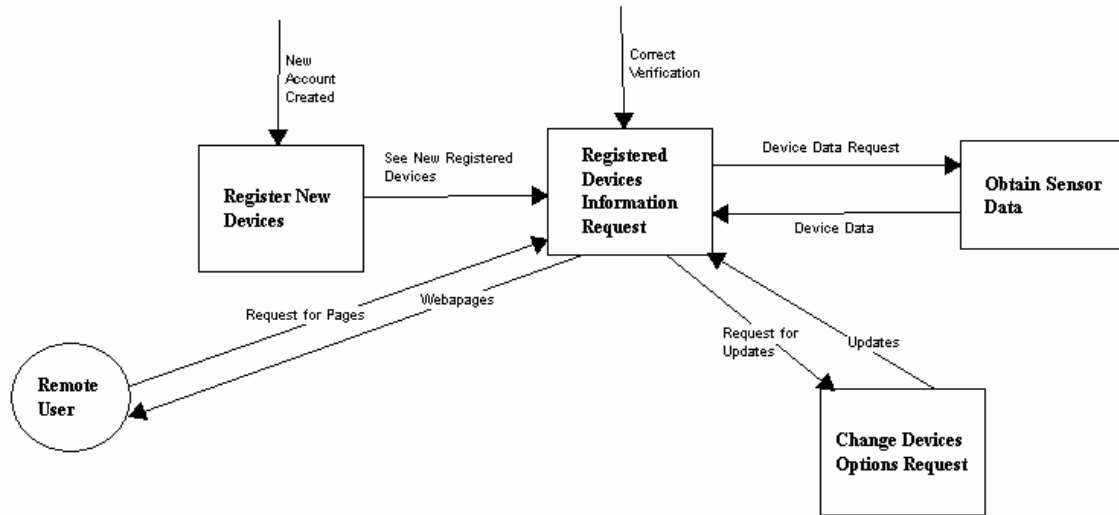 New
Account
Created
Correct
Verification
Register New
Devices
See New Registered
Devices
Registered
Devices
Information
Request
Device Data Request
Device Data
Obtain Sensor
Data
Request for Pages
Webapages
Request for
Updates
Updates
Remote
User
Change Devices
Options Request